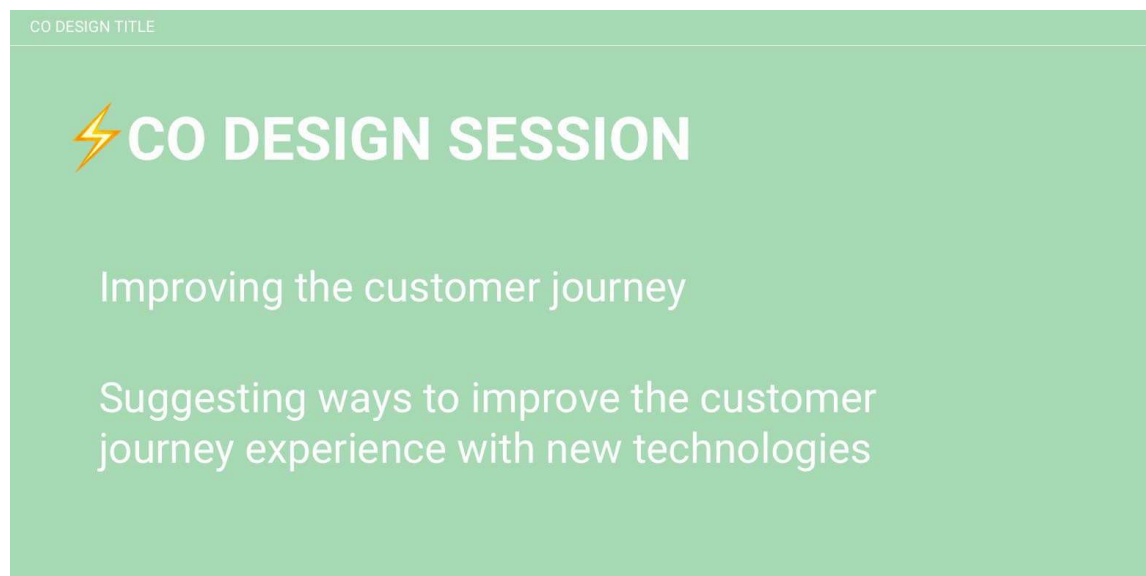 CO DESIGN TITLE
⚡CO DESIGN SESSION
Improving the customer journey
Suggesting ways to improve the customer
journey experience with new technologies